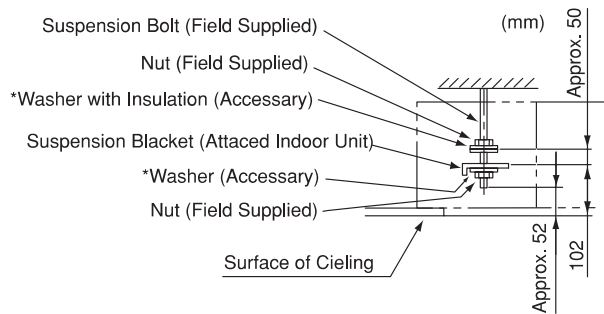 Suspension Bolt (Field Supplied)
(mm)
Approx. 50
Nut (Field Supplied)
*Washer with Insulation (Accessary)
Suspension Blacket (Attaced Indoor Unit)
*Washer (Accessary)
Nut (Field Supplied)
Surface of Cieling
Approx. 52
102